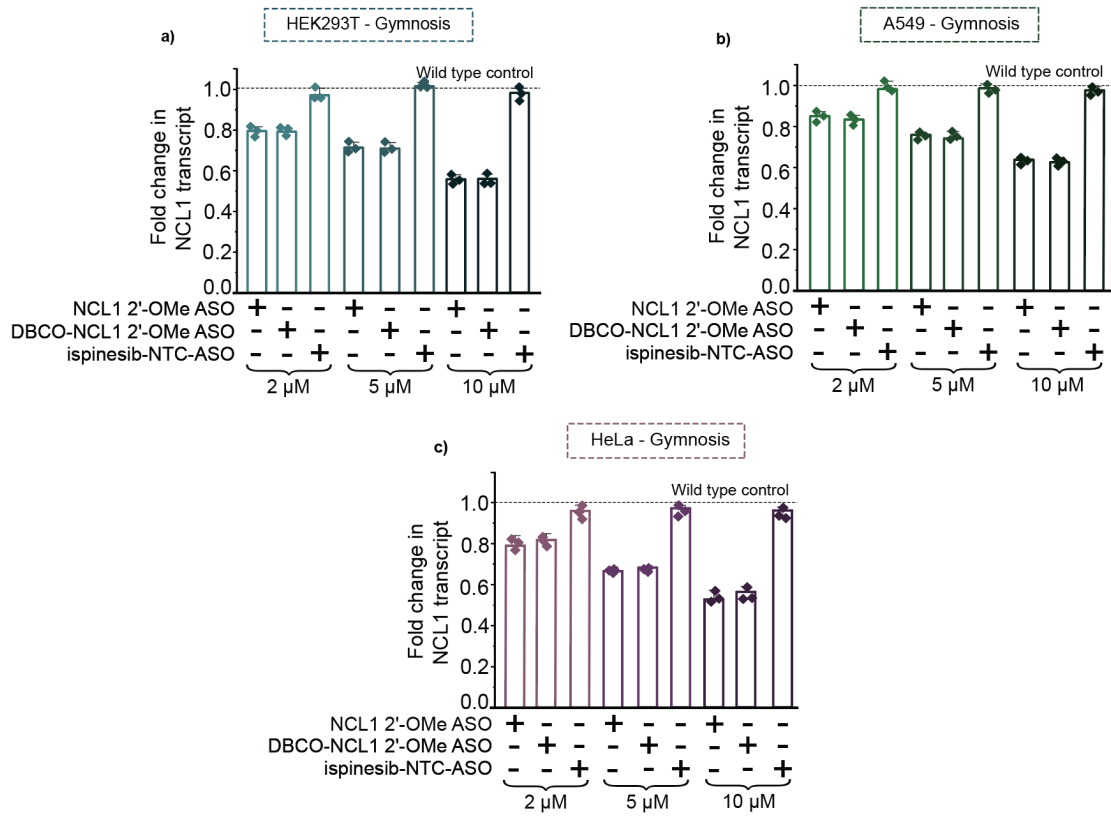 a)
HEK293T - Gymnosis
Wild type control
Fold change in
NCL1 transcript
1.0
0.8
0.6
0.4
0.2
0.0
NCL1 2'-OMe ASO + - - + - - + - -
DBCO-NCL1 2'-OMe ASO - + - - + - - + -
ispinesib-NTC-ASO - - + - - + - - +
2 µM 5 µM 10 µM
b)
A549 - Gymnosis
Wild type control
Fold change in
NCL1 transcript
1.0
0.8
0.6
0.4
0.2
0.0
NCL1 2'-OMe ASO + - - + - - + - -
DBCO-NCL1 2'-OMe ASO - + - - + - - + -
ispinesib-NTC-ASO - - + - - + - - +
2 µM 5 µM 10 µM
c)
HeLa - Gymnosis
Wild type control
Fold change in
NCL1 transcript
1.0
0.8
0.6
0.4
0.2
0.0
NCL1 2'-OMe ASO + - - + - - + - -
DBCO-NCL1 2'-OMe ASO - + - - + - - + -
ispinesib-NTC-ASO - - + - - + - - +
2 µM 5 µM 10 µM